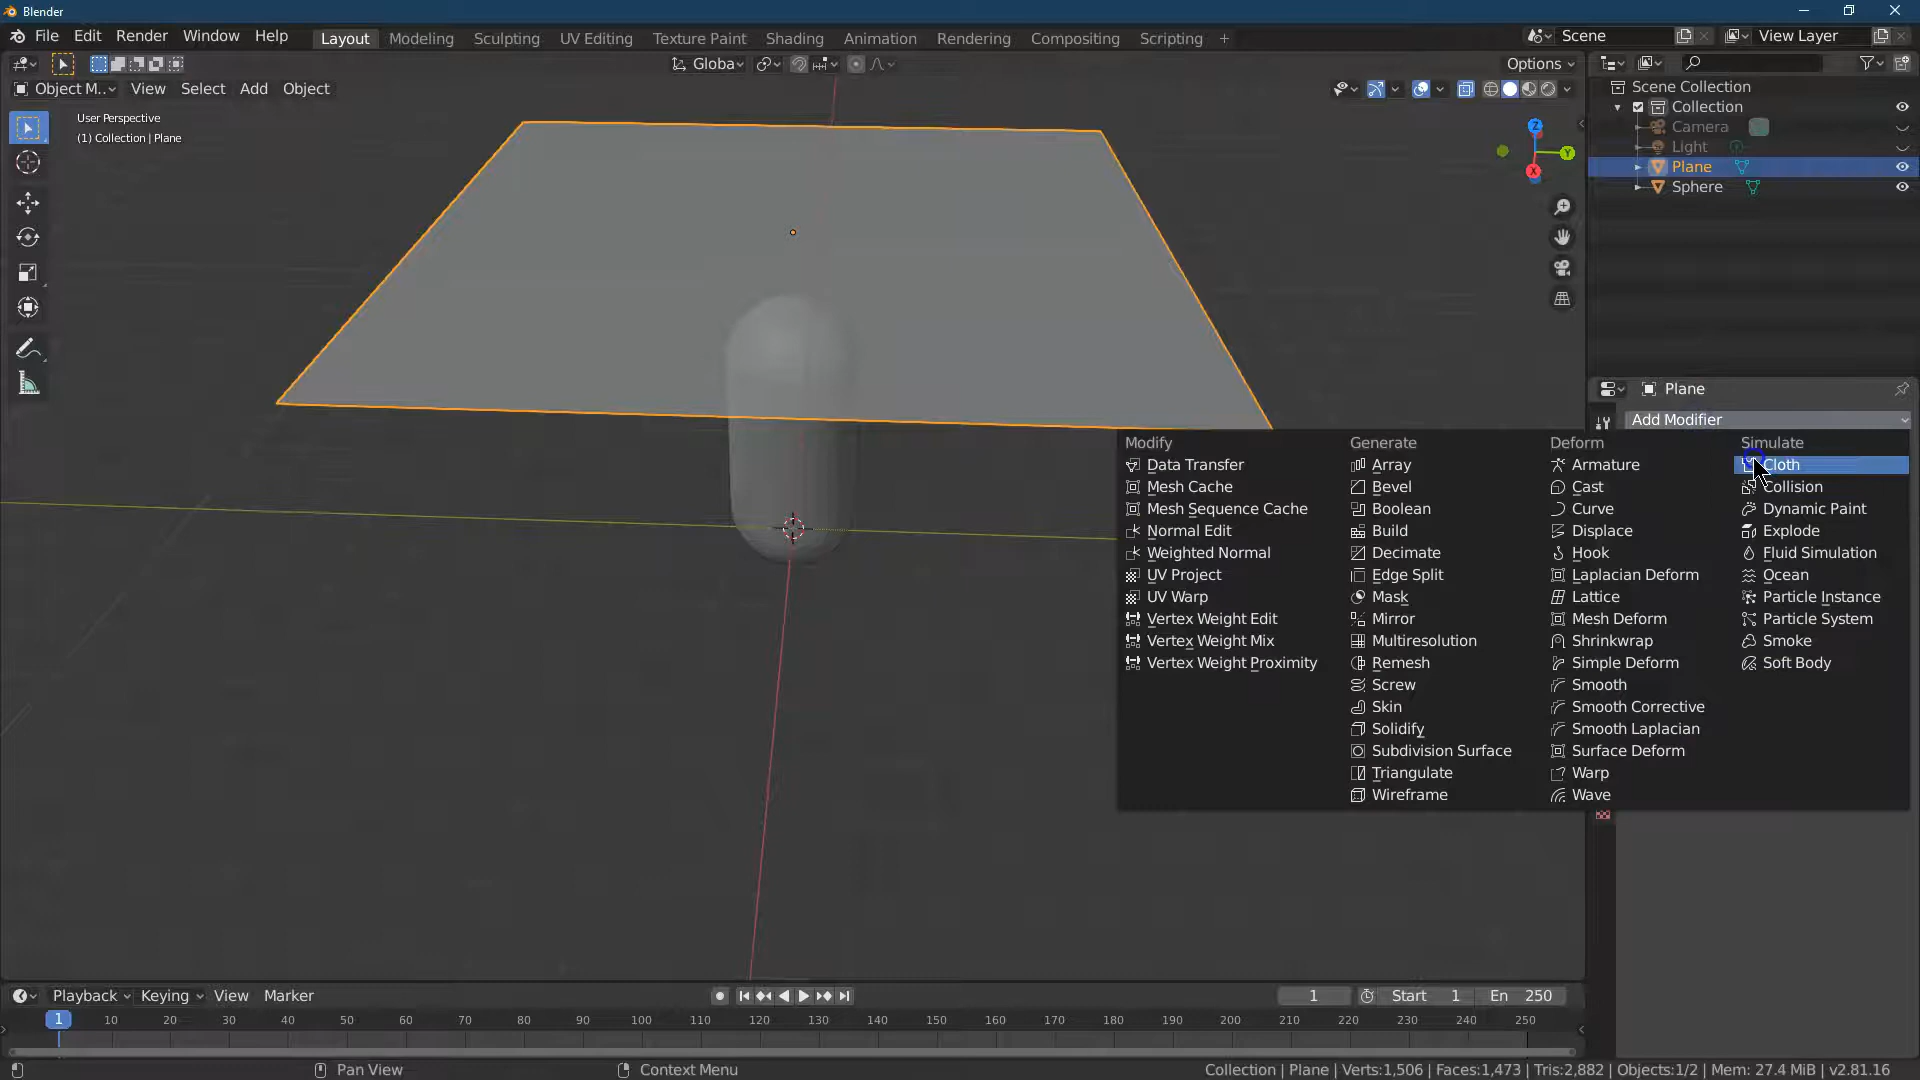 Blender
File Edit Render Window Help
Layout Modeling Sculpting UV Editing Texture Paint Shading Animation Rendering Compositing Scripting +
Scene
View Layer
Globa
Options
Object M..
View Select Add Object
User Perspective
(1) Collection | Plane
Z
Y
X
Scene Collection
Collection
Camera
Light
Plane
Sphere
Plane
Add Modifier
Modify
Data Transfer
Mesh Cache
Mesh Sequence Cache
Normal Edit
Weighted Normal
UV Project
UV Warp
Vertex Weight Edit
Vertex Weight Mix
Vertex Weight Proximity
Generate
Array
Bevel
Boolean
Build
Decimate
Edge Split
Mask
Mirror
Multiresolution
Remesh
Screw
Skin
Solidify
Subdivision Surface
Triangulate
Wireframe
Deform
Armature
Cast
Curve
Displace
Hook
Laplacian Deform
Lattice
Mesh Deform
Shrinkwrap
Simple Deform
Smooth
Smooth Corrective
Smooth Laplacian
Surface Deform
Warp
Wave
Simulate
Cloth
Collision
Dynamic Paint
Explode
Fluid Simulation
Ocean
Particle Instance
Particle System
Smoke
Soft Body
Playback Keying View Marker
1
Start 1
En 250
1 10 20 30 40 50 60 70 80 90 100 110 120 130 140 150 160 170 180 190 200 210 220 230 240 250
Pan View
Context Menu
Collection | Plane | Verts:1,506 | Faces:1,473 | Tris:2,882 | Objects:1/2 | Mem: 27.4 MiB | v2.81.16